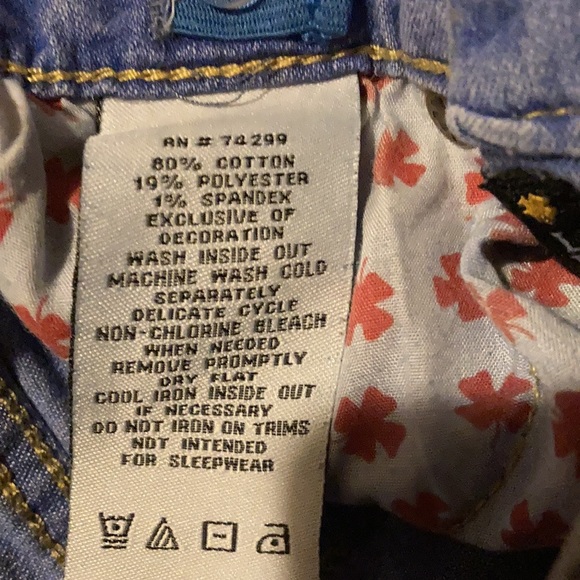 RN # 74299
80% COTTON
19% POLYESTER
1% SPANDEX
EXCLUSIVE OF
DECORATION
WASH INSIDE OUT
MACHINE WASH COLD
SEPARATELY
DELICATE CYCLE
NON-CHLORINE BLEACH
WHEN NEEDED
REMOVE PROMPTLY
DRY FLAT
COOL IRON INSIDE OUT
IF NECESSARY
DO NOT IRON ON TRIMS
NOT INTENDED
FOR SLEEPWEAR